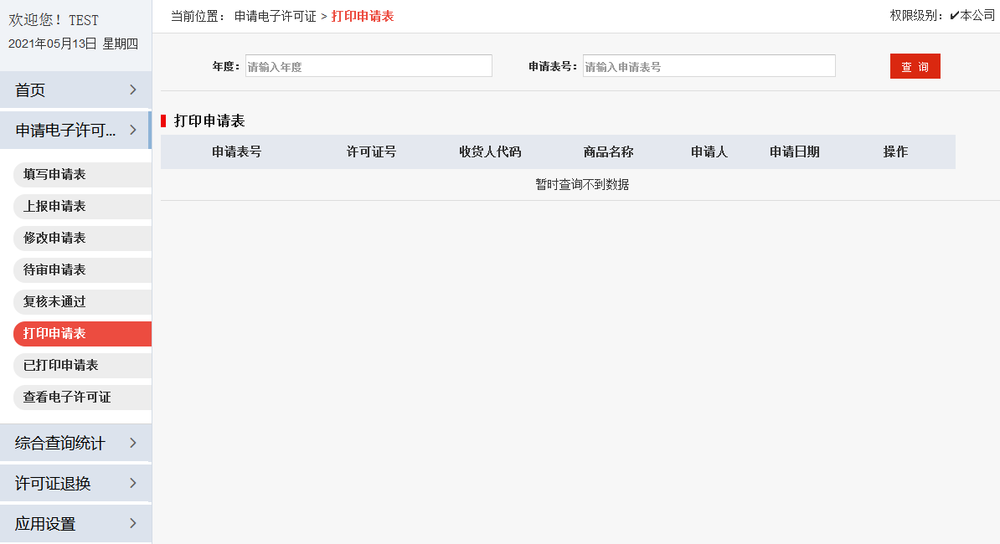 欢迎您！TEST
2021年05月13日 星期四
首页
申请电子许可...
填写申请表
上报申请表
修改申请表
待审申请表
复核未通过
打印申请表
已打印申请表
查看电子许可证
综合查询统计
许可证退换
应用设置
当前位置： 申请电子许可证 > 打印申请表
权限级别：✔本公司
年度： 请输入年度 申请表号： 请输入申请表号 查 询
打印申请表
申请表号 许可证号 收货人代码 商品名称 申请人 申请日期 操作
暂时查询不到数据